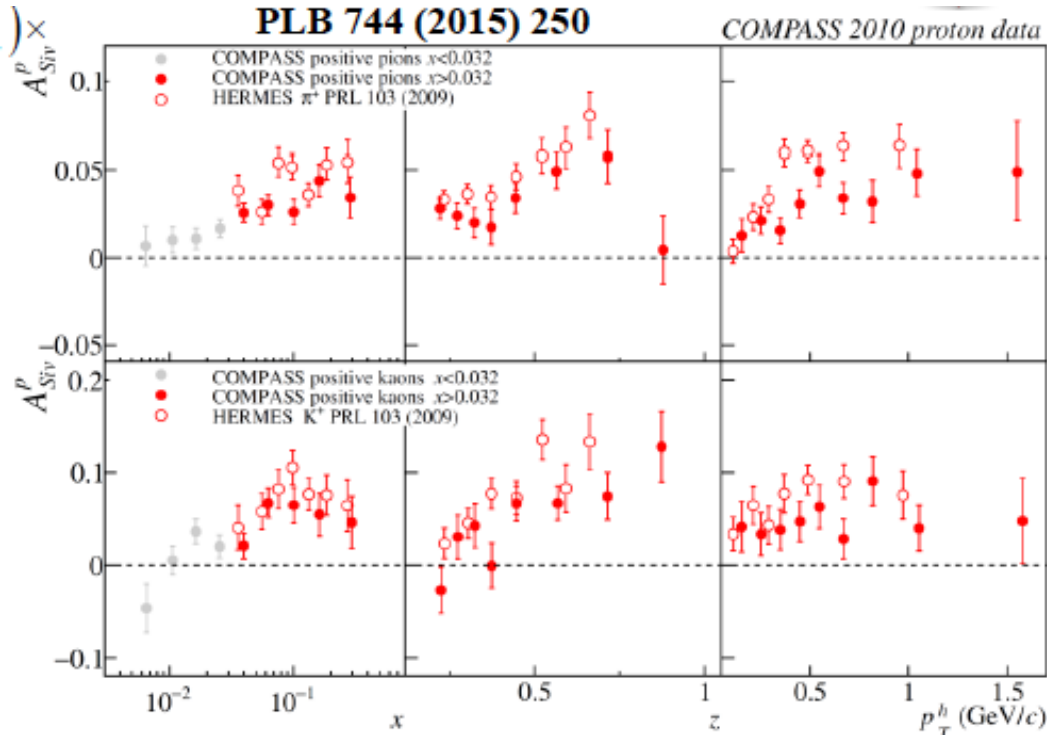 )×
PLB 744 (2015) 250
COMPASS 2010 proton data
A^p_Siv
COMPASS positive pions x<0.032
COMPASS positive pions x>0.032
HERMES π⁺ PRL 103 (2009)
0.1
0.05
0
−0.05
A^p_Siv
COMPASS positive kaons x<0.032
COMPASS positive kaons x>0.032
HERMES K⁺ PRL 103 (2009)
0.2
0.1
0
−0.1
10⁻² 10⁻¹ 0.5 1 0.5 1 1.5
x z p^h_T (GeV/c)